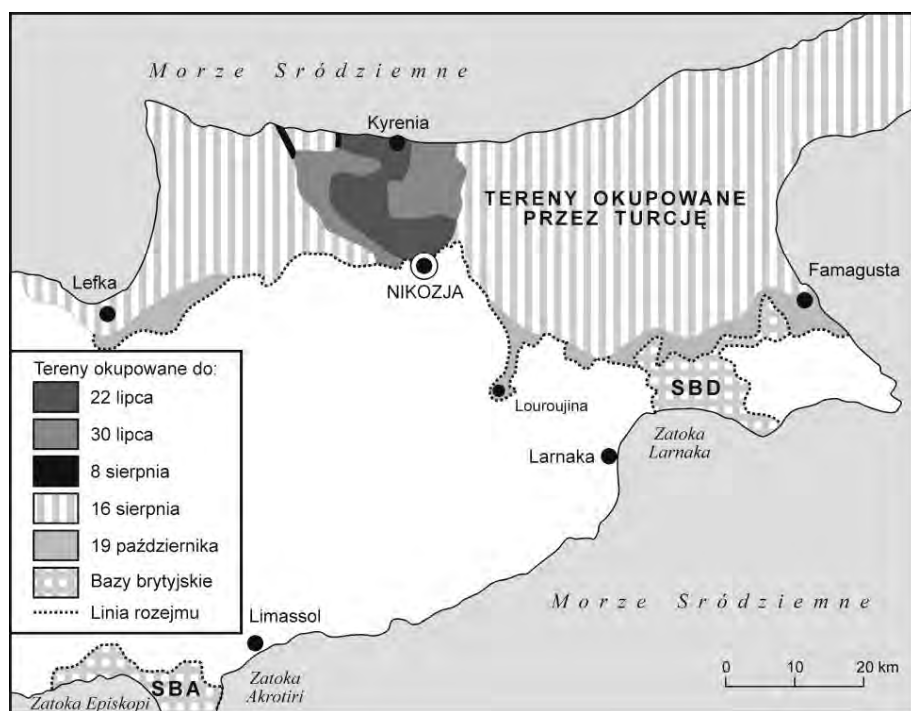 Morze Sródziemne
Kyrenia
TERENY OKUPOWANE
PRZEZ TURCJĘ
Lefka
NIKOZJA
Famagusta
Tereny okupowane do:
22 lipca
30 lipca
8 sierpnia
16 sierpnia
19 października
Bazy brytyjskie
Linia rozejmu
Louroujina
SBD
Larnaka
Zatoka
Larnaka
Limassol
Morze Sródziemne
SBA
Zatoka
Akrotiri
Zatoka Episkopi
0 10 20 km